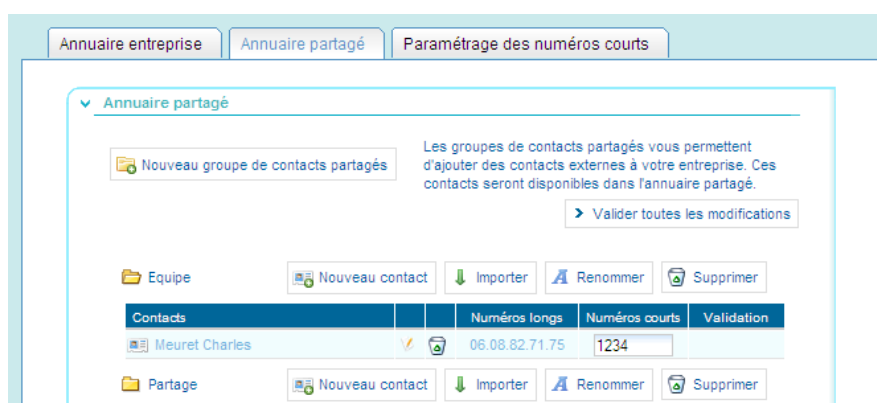 Annuaire entreprise Annuaire partagé Paramétrage des numéros courts
Annuaire partagé
Nouveau groupe de contacts partagés
Les groupes de contacts partagés vous permettent
d'ajouter des contacts externes à votre entreprise. Ces
contacts seront disponibles dans l'annuaire partagé.
Valider toutes les modifications
Equipe Nouveau contact Importer Renommer Supprimer
Contacts Numéros longs Numéros courts Validation
Meuret Charles 06.08.82.71.75 1234
Partage Nouveau contact Importer Renommer Supprimer